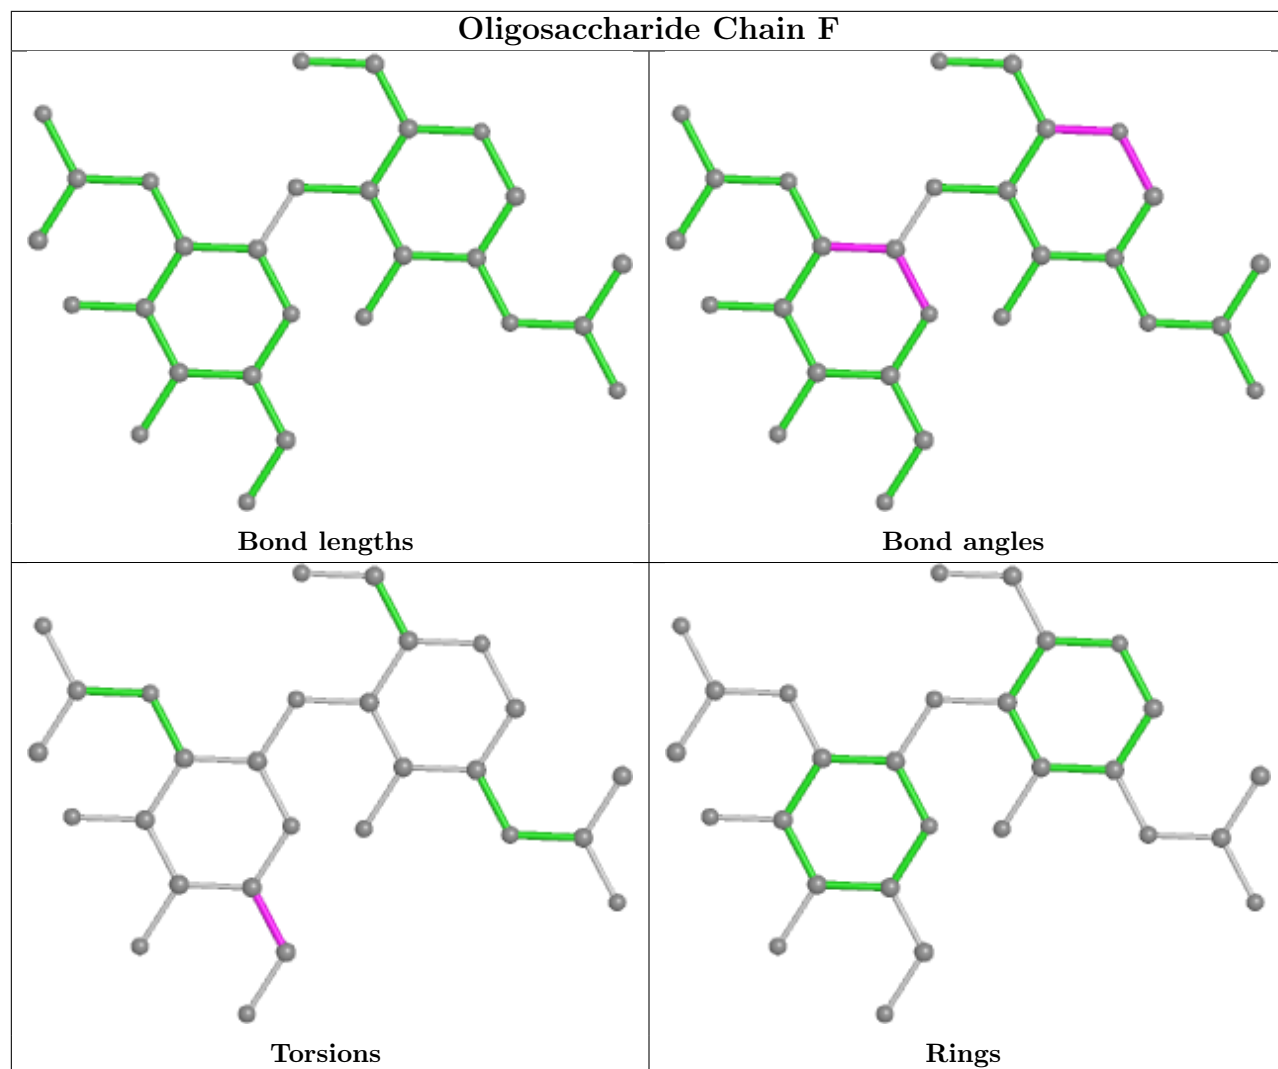 Oligosaccharide Chain F
Bond lengths
Bond angles
Torsions
Rings